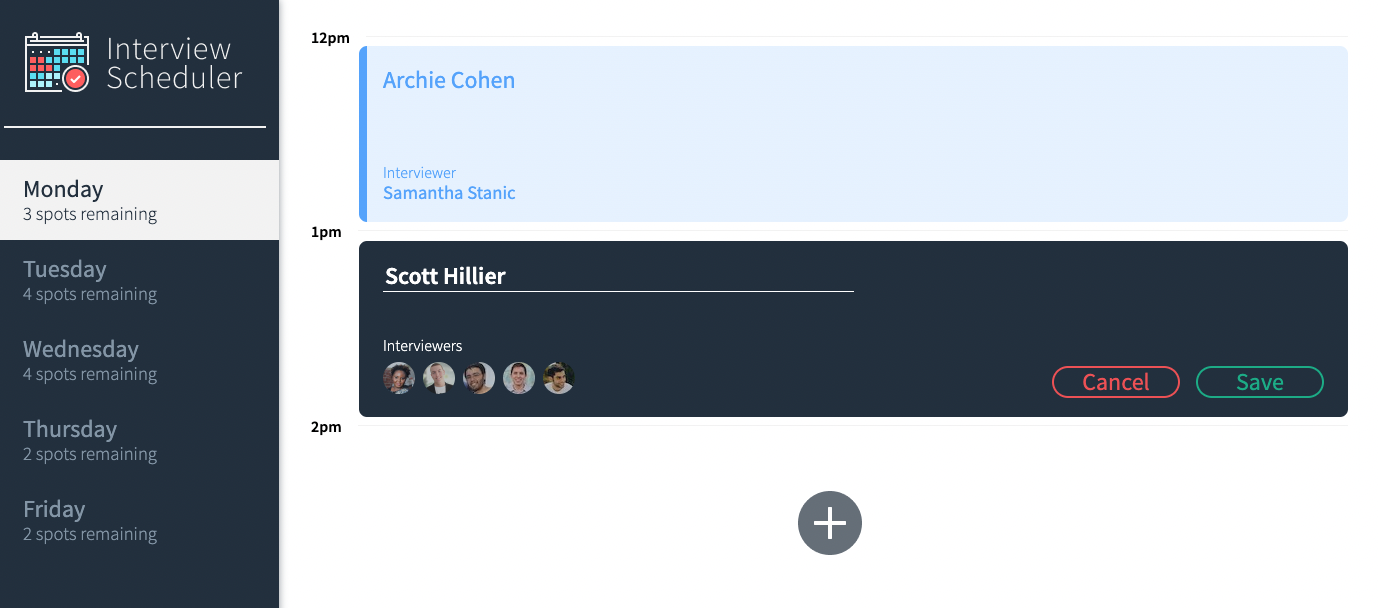 Interview
Scheduler
Monday
3 spots remaining
Tuesday
4 spots remaining
Wednesday
4 spots remaining
Thursday
2 spots remaining
Friday
2 spots remaining
12pm
Archie Cohen
Interviewer
Samantha Stanic
1pm
Scott Hillier
Interviewers
Cancel Save
2pm